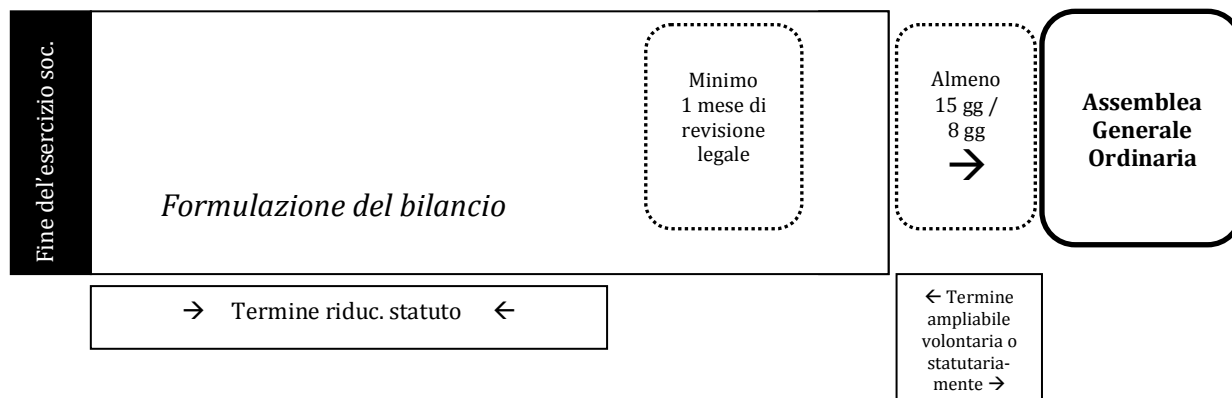 Fine del'esercizio soc.
Formulazione del bilancio
Minimo
1 mese di
revisione
legale
Almeno
15 gg /
8 gg
→
Assemblea
Generale
Ordinaria
→ Termine riduc. statuto ←
← Termine
ampliabile
volontaria o
statutaria-
mente →